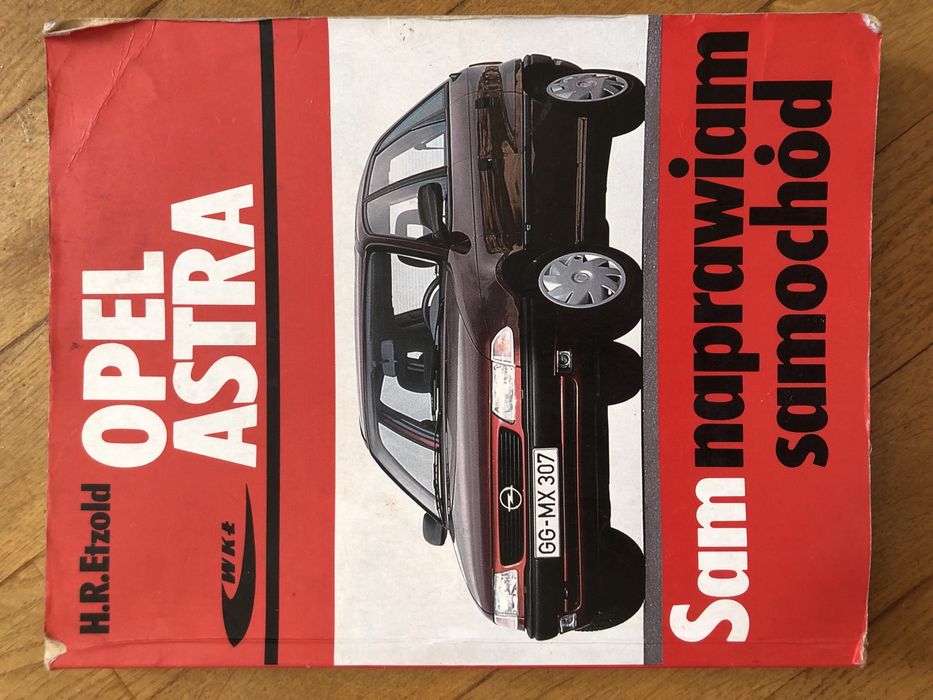 H.R.Etzold
OPEL
ASTRA
WKŁ
GG-MX 307
Sam naprawiam
samochód